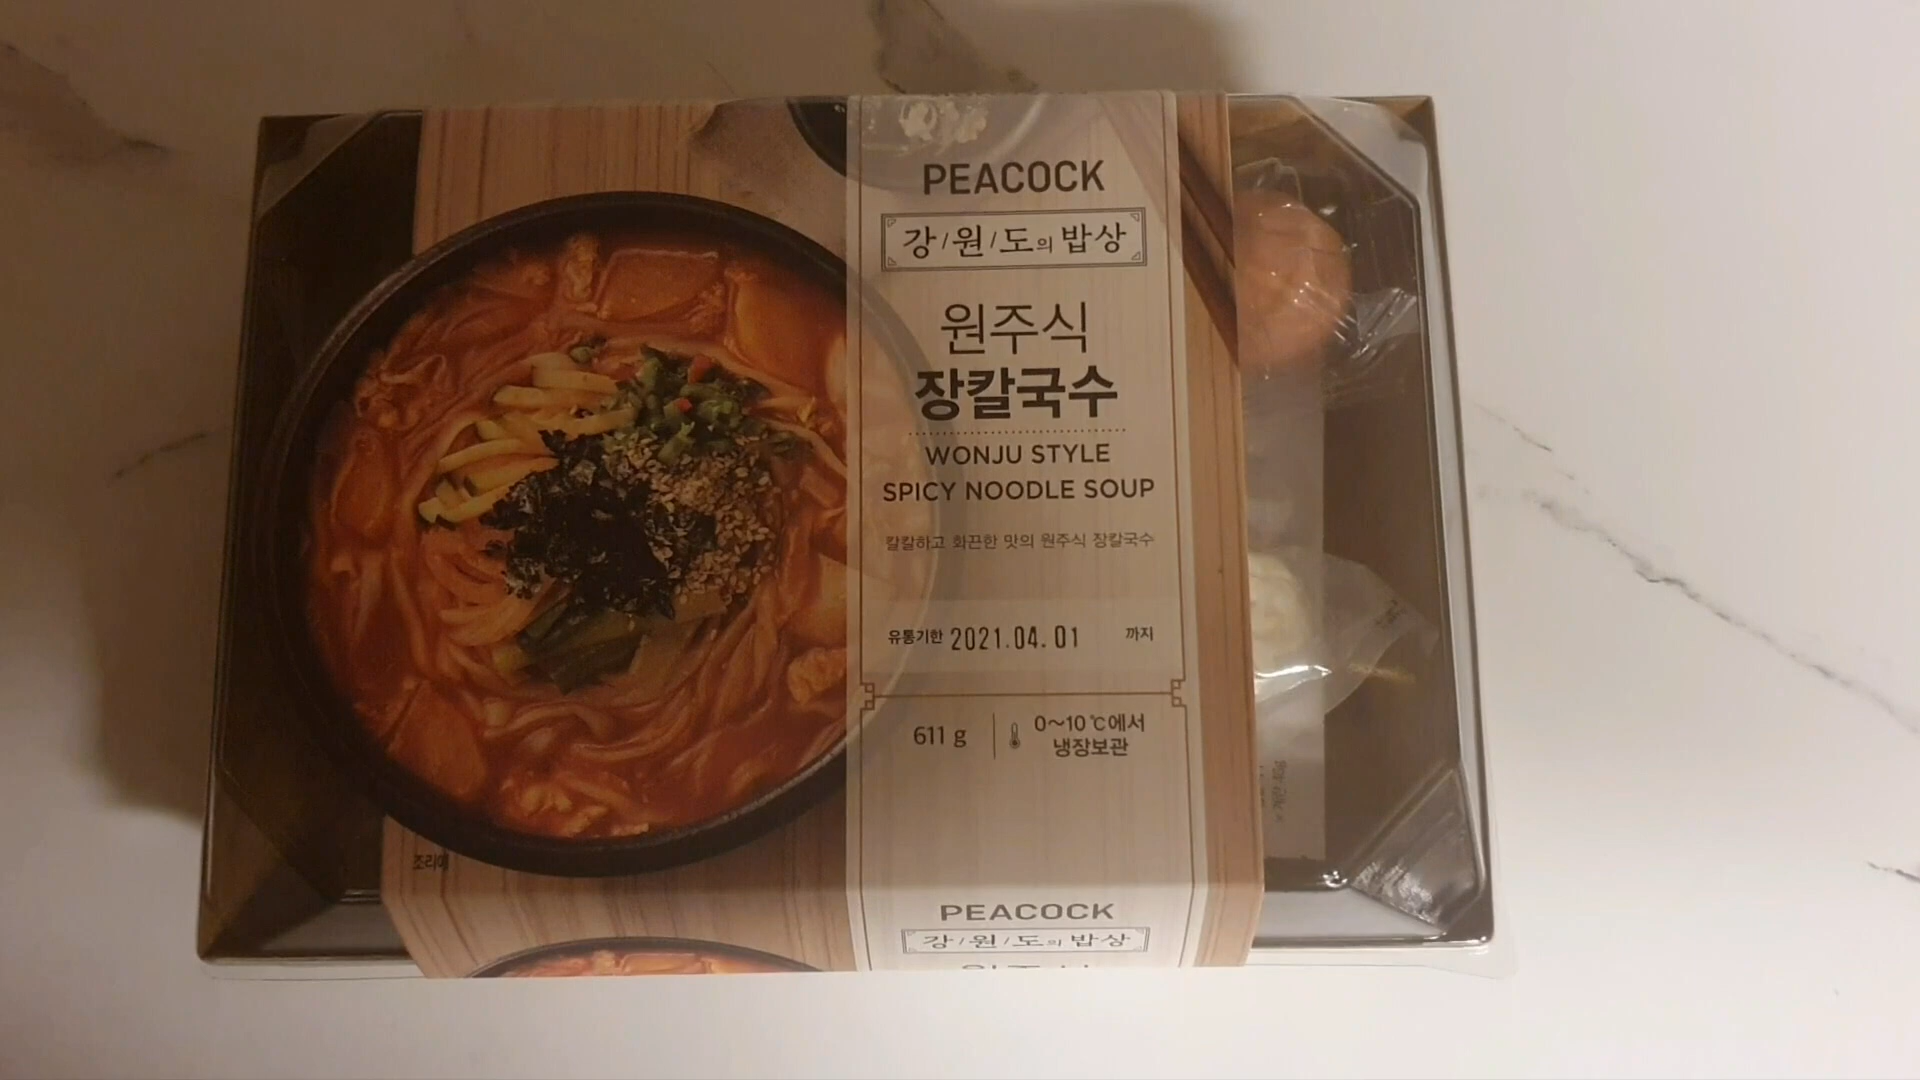 PEACOCK
강/원/도의 밥상
원주식
장칼국수
WONJU STYLE
SPICY NOODLE SOUP
칼칼하고 화끈한 맛의 원주식 장칼국수
유통기한 2021.04.01 까지
611 g
0~10℃에서
냉장보관
PEACOCK
강/원/도의 밥상
원주식